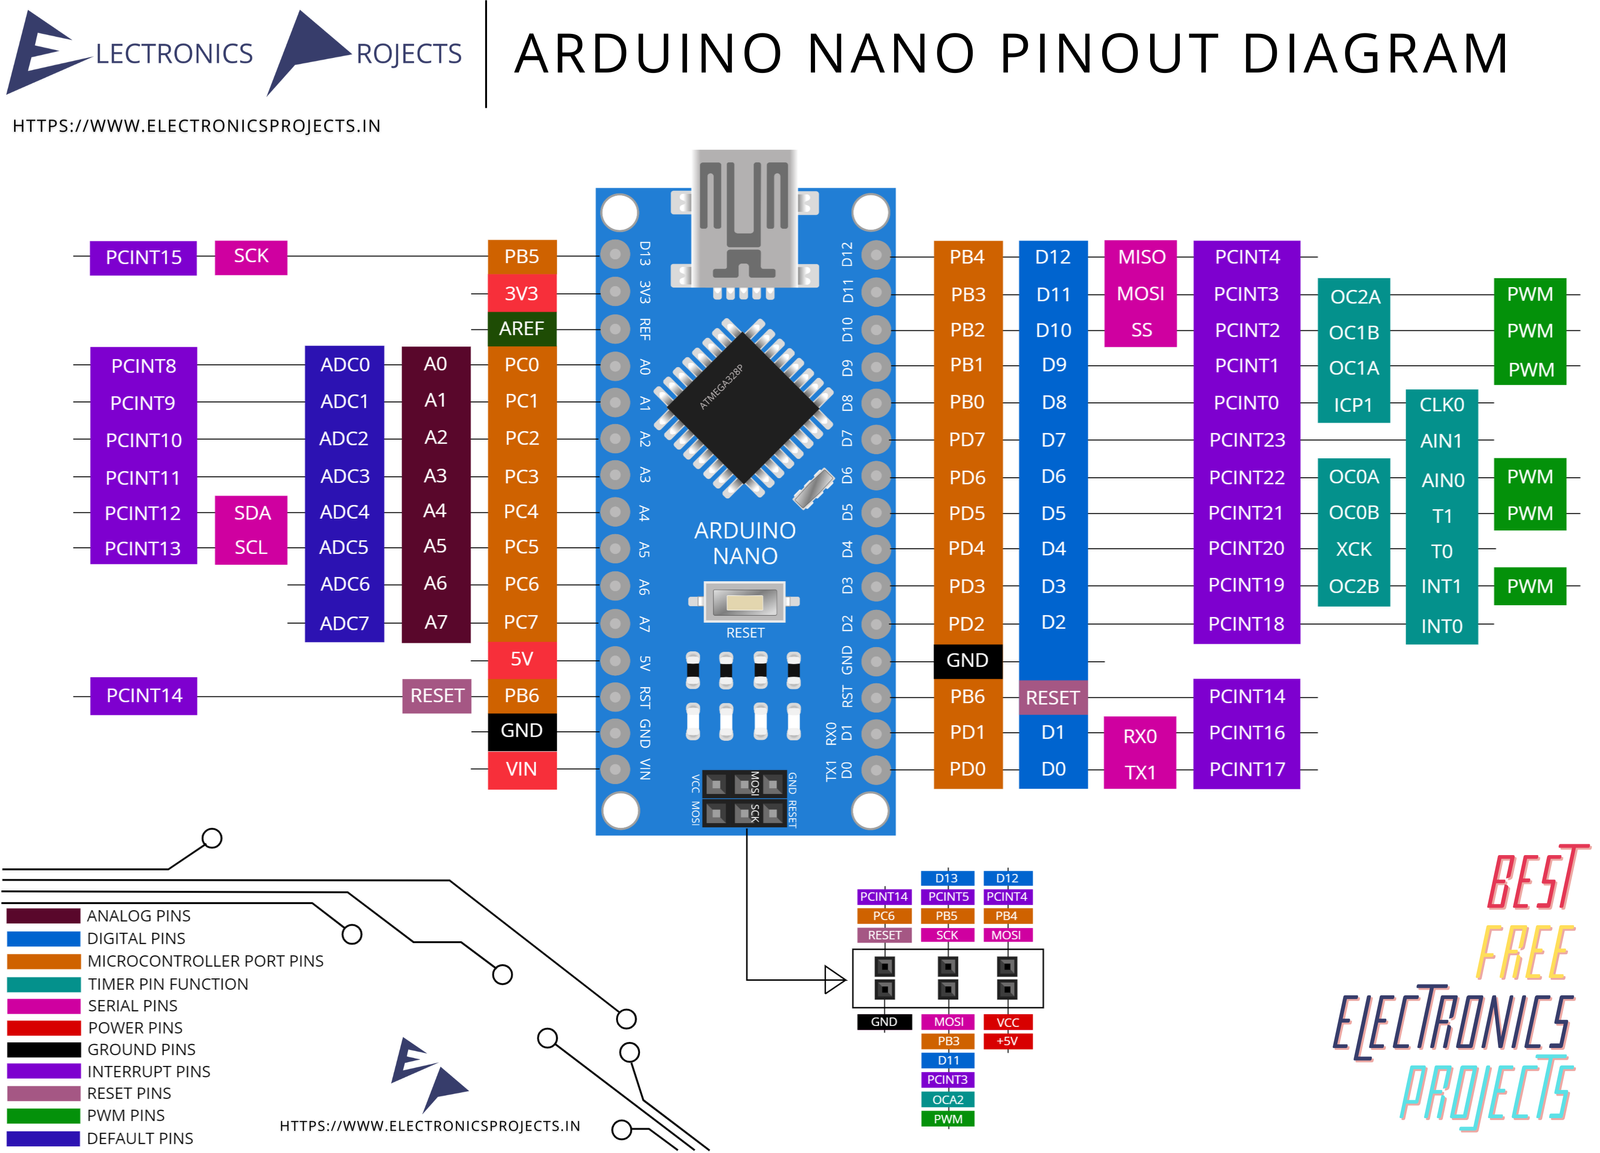 LECTRONICS ROJECTS
ARDUINO NANO PINOUT DIAGRAM
HTTPS://WWW.ELECTRONICSPROJECTS.IN
PCINT15 SCK PB5 D13 D12 PB4 D12 MISO PCINT4
3V3 3V3 D11 PB3 D11 MOSI PCINT3 OC2A PWM
AREF REF D10 PB2 D10 SS PCINT2 OC1B PWM
PCINT8 ADC0 A0 PC0 A0 D9 PB1 D9 PCINT1 OC1A PWM
PCINT9 ADC1 A1 PC1 A1 D8 PB0 D8 PCINT0 ICP1 CLK0
PCINT10 ADC2 A2 PC2 A2 D7 PD7 D7 PCINT23 AIN1
PCINT11 ADC3 A3 PC3 A3 D6 PD6 D6 PCINT22 OC0A AIN0 PWM
PCINT12 SDA ADC4 A4 PC4 A4 D5 PD5 D5 PCINT21 OC0B T1 PWM
PCINT13 SCL ADC5 A5 PC5 A5 D4 PD4 D4 PCINT20 XCK T0
ADC6 A6 PC6 A6 D3 PD3 D3 PCINT19 OC2B INT1 PWM
ADC7 A7 PC7 A7 D2 PD2 D2 PCINT18 INT0
5V 5V GND GND
PCINT14 RESET PB6 RST RST PB6 RESET PCINT14
GND GND RX0 D1 PD1 D1 RX0 PCINT16
VIN VIN TX1 D0 PD0 D0 TX1 PCINT17
ATMEGA328P
ARDUINO
NANO
RESET
VCC MOSI GND
MOSI SCK RESET
D13 D12
PCINT14 PCINT5 PCINT4
PC6 PB5 PB4
RESET SCK MOSI
GND MOSI VCC
PB3 +5V
D11
PCINT3
OCA2
PWM
ANALOG PINS
DIGITAL PINS
MICROCONTROLLER PORT PINS
TIMER PIN FUNCTION
SERIAL PINS
POWER PINS
GROUND PINS
INTERRUPT PINS
RESET PINS
PWM PINS
DEFAULT PINS
HTTPS://WWW.ELECTRONICSPROJECTS.IN
BEST
FREE
ELECTRONICS
PROJECTS